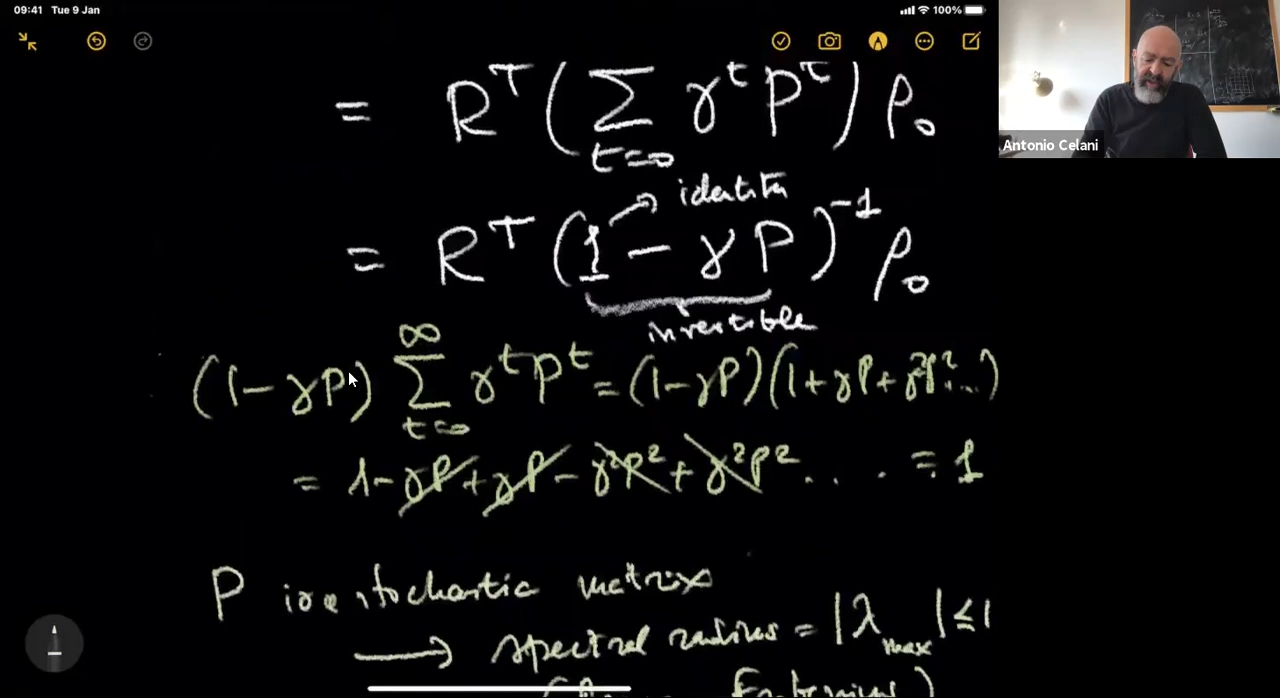 09:41 Tue 9 Jan
100%
Antonio Celani
= R^T ( Σ_{t=0} γ^t P^t ) ρ_0
→ identity
= R^T ( 1 - γ P )^{-1} ρ_0
invertible
(1-γP) Σ_{t=0}^{∞} γ^t P^t = (1-γP)(1+γP+γ²P²...)
= 1-γP+γP-γ²P²+γ²P² .. . . = 1
P is a stochastic matrix
→ spectral radius = |λ_max| ≤ 1